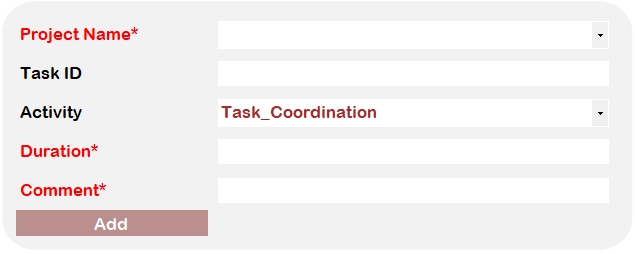 Project Name*
Task ID
Activity Task_Coordination
Duration*
Comment*
Add